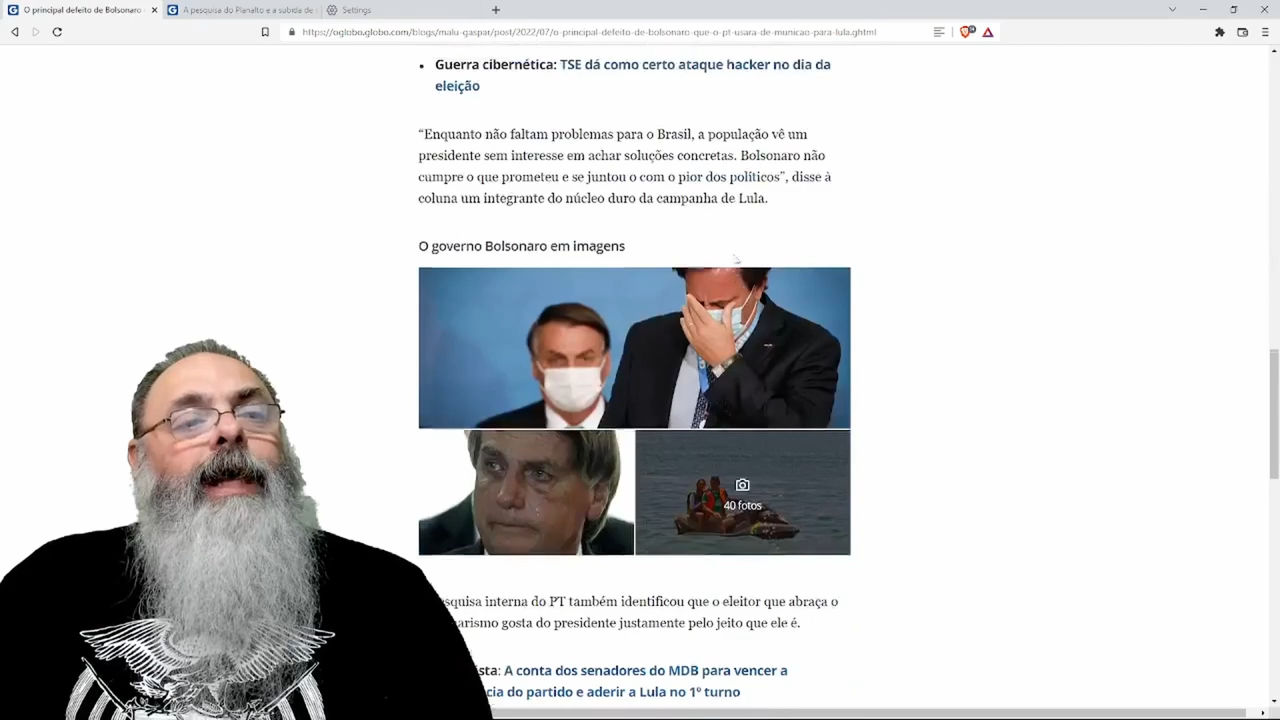 O principal defeito de Bolsonaro
A pesquisa do Planalto e a subida de
Settings
https://oglobo.globo.com/blogs/malu-gaspar/post/2022/07/o-principal-defeito-de-bolsonaro-que-o-pt-usara-de-municao-para-lula.ghtml
• Guerra cibernética: TSE dá como certo ataque hacker no dia da
eleição
“Enquanto não faltam problemas para o Brasil, a população vê um
presidente sem interesse em achar soluções concretas. Bolsonaro não
cumpre o que prometeu e se juntou o com o pior dos políticos”, disse à
coluna um integrante do núcleo duro da campanha de Lula.
O governo Bolsonaro em imagens
40 fotos
esquisa interna do PT também identificou que o eleitor que abraça o
arismo gosta do presidente justamente pelo jeito que ele é.
ista: A conta dos senadores do MDB para vencer a
cia do partido e aderir a Lula no 1º turno